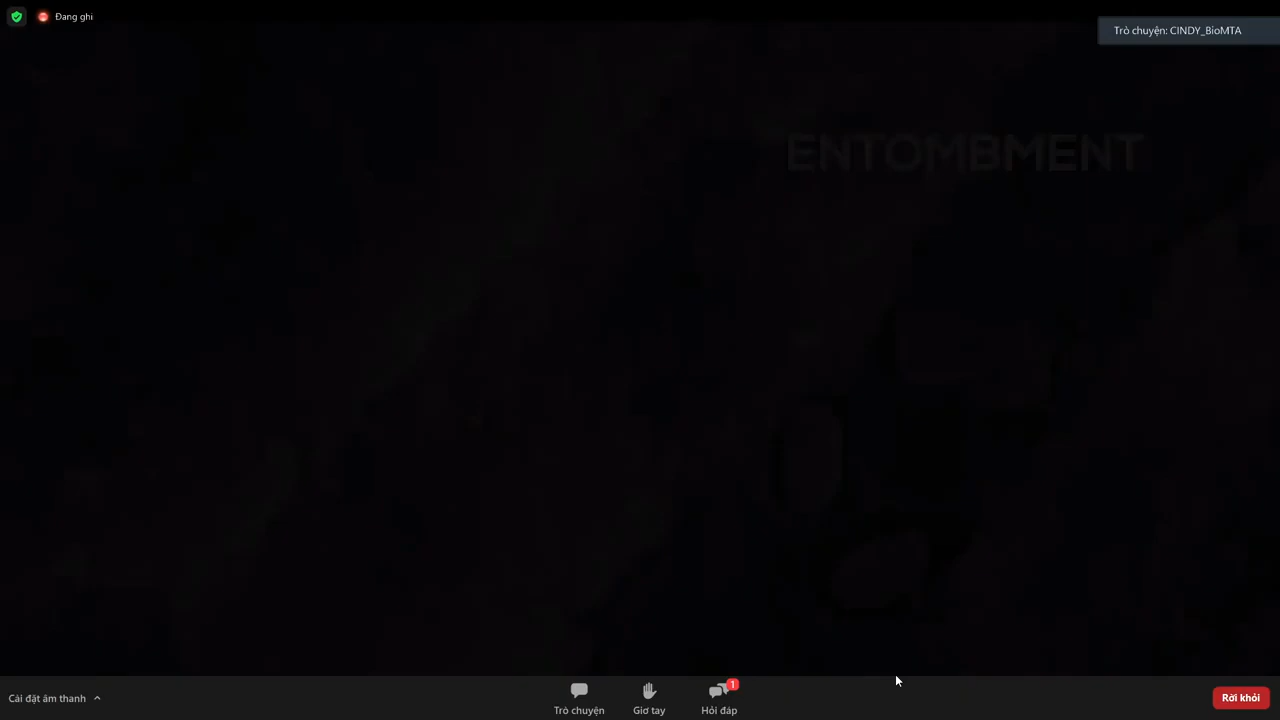 Đang ghi
Trò chuyện: CINDY_BioMTA
ENTOMBMENT
Cài đặt âm thanh
Trò chuyện
Giơ tay
1
Hỏi đáp
Rời khỏi